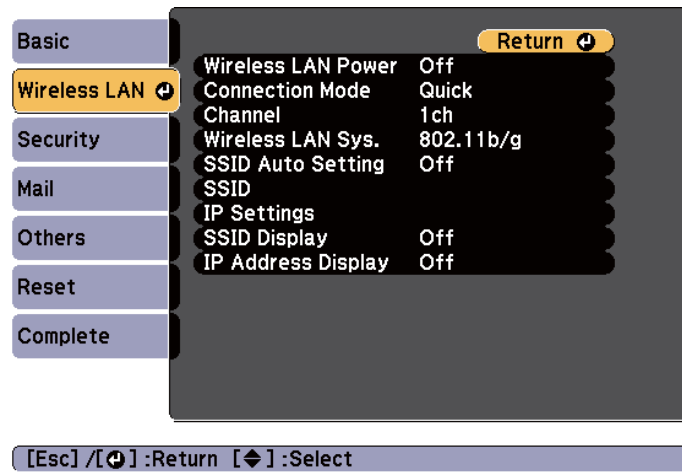 Basic
Wireless LAN
Security
Mail
Others
Reset
Complete
Return
Wireless LAN Power Off
Connection Mode Quick
Channel 1ch
Wireless LAN Sys. 802.11b/g
SSID Auto Setting Off
SSID
IP Settings
SSID Display Off
IP Address Display Off
[Esc] /[⏎] :Return [◆] :Select